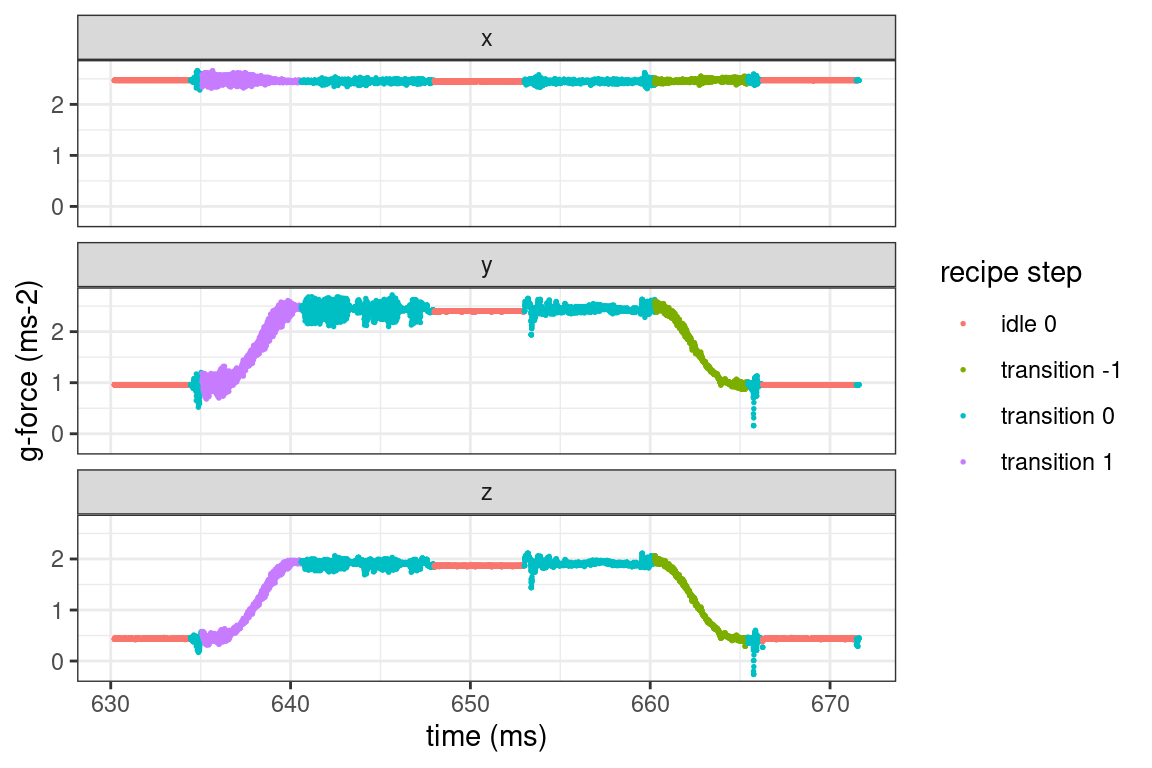 x
2
1
0
y
2
1
0
z
2
1
0
630 640 650 660 670
time (ms)
g-force (ms-2)
recipe step
idle 0
transition -1
transition 0
transition 1